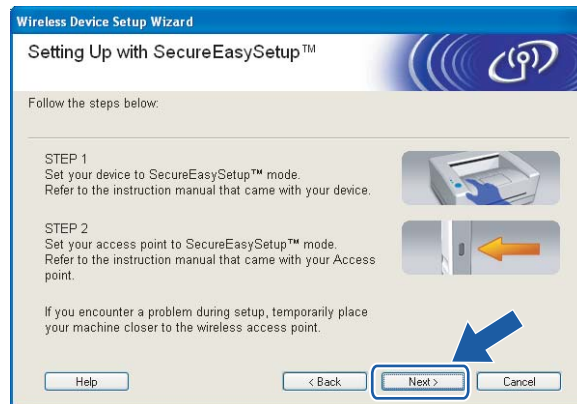 Wireless Device Setup Wizard
Setting Up with SecureEasySetup™
Follow the steps below:
STEP 1
Set your device to SecureEasySetup™ mode.
Refer to the instruction manual that came with your device.
STEP 2
Set your access point to SecureEasySetup™ mode.
Refer to the instruction manual that came with your Access
point.
If you encounter a problem during setup, temporarily place
your machine closer to the wireless access point.
Help
< Back
Next >
Cancel